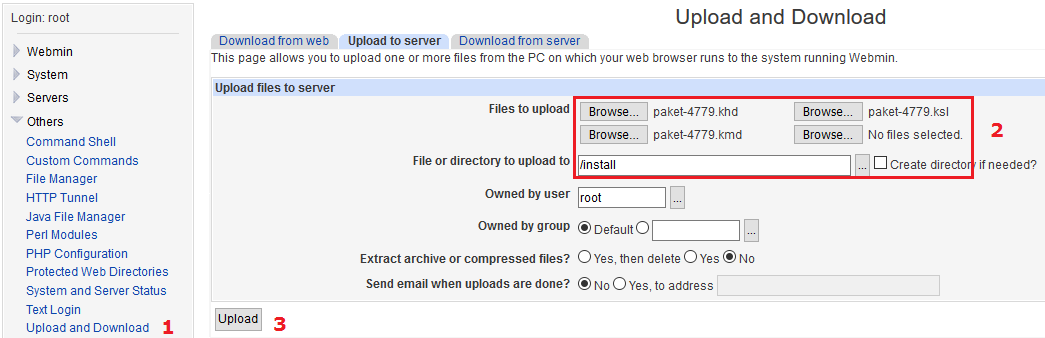 Login: root
Webmin
System
Servers
Others
Command Shell
Custom Commands
File Manager
HTTP Tunnel
Java File Manager
Perl Modules
PHP Configuration
Protected Web Directories
System and Server Status
Text Login
Upload and Download 1
Upload and Download
Download from web Upload to server Download from server
This page allows you to upload one or more files from the PC on which your web browser runs to the system running Webmin.
Upload files to server
Files to upload Browse... paket-4779.khd Browse... paket-4779.ksl
Browse... paket-4779.kmd Browse... No files selected. 2
File or directory to upload to /install ... Create directory if needed?
Owned by user root ...
Owned by group Default ...
Extract archive or compressed files? Yes, then delete Yes No
Send email when uploads are done? No Yes, to address
Upload 3